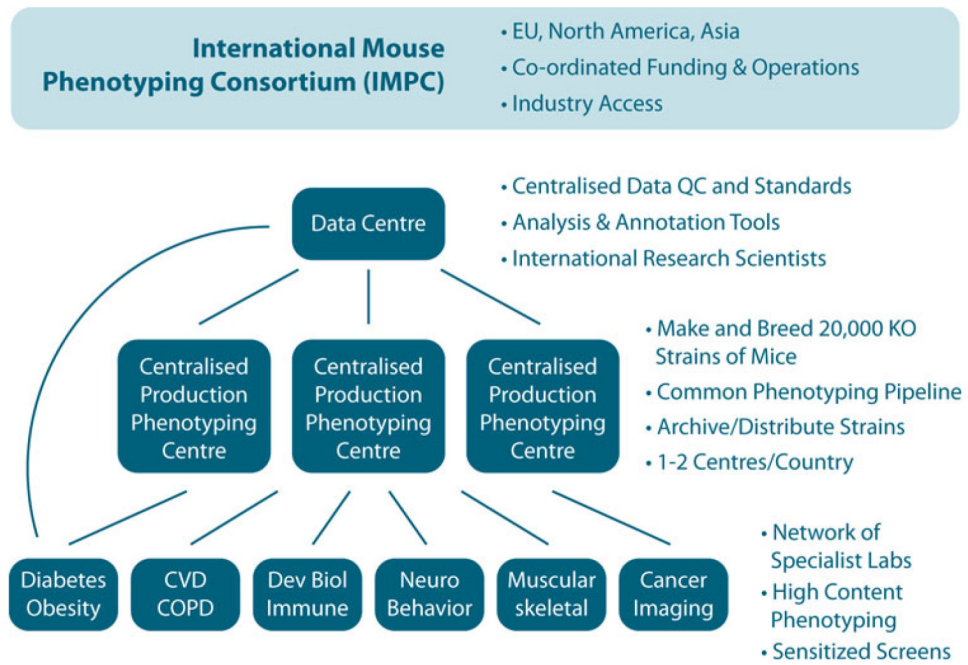 International Mouse
Phenotyping Consortium (IMPC)
• EU, North America, Asia
• Co-ordinated Funding & Operations
• Industry Access
Data Centre
• Centralised Data QC and Standards
• Analysis & Annotation Tools
• International Research Scientists
Centralised
Production
Phenotyping
Centre
Centralised
Production
Phenotyping
Centre
Centralised
Production
Phenotyping
Centre
• Make and Breed 20,000 KO
Strains of Mice
• Common Phenotyping Pipeline
• Archive/Distribute Strains
• 1-2 Centres/Country
Diabetes
Obesity
CVD
COPD
Dev Biol
Immune
Neuro
Behavior
Muscular
skeletal
Cancer
Imaging
• Network of
Specialist Labs
• High Content
Phenotyping
• Sensitized Screens